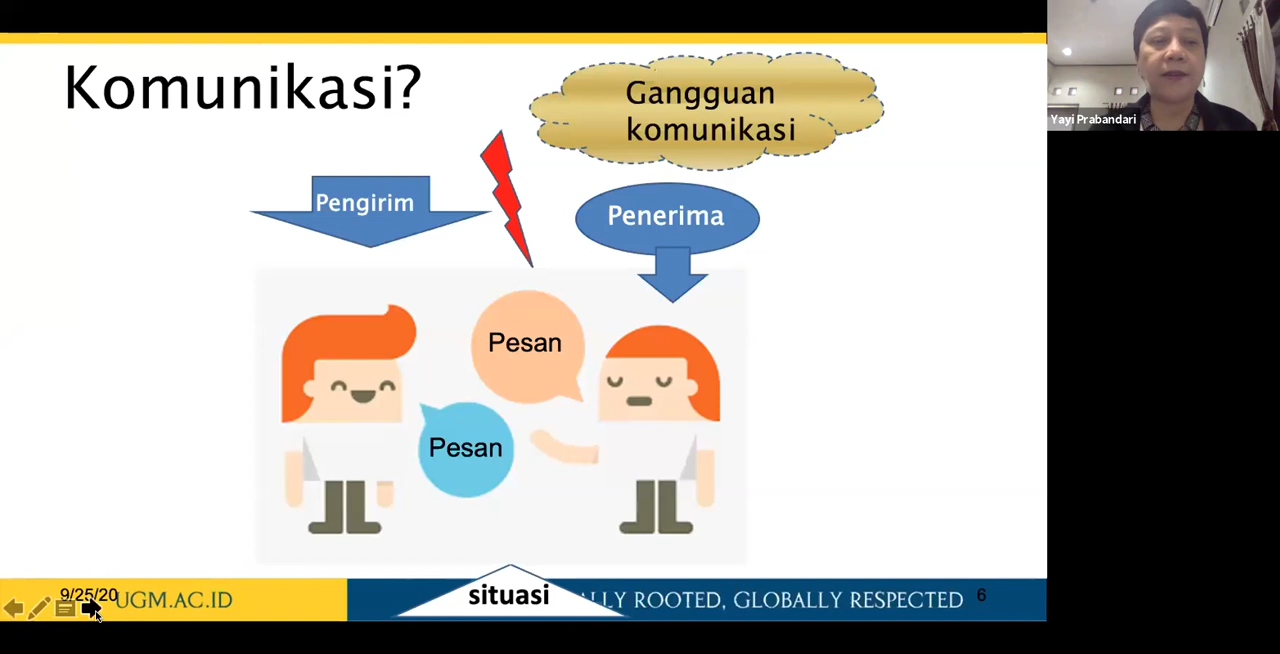 Komunikasi?
Gangguan
komunikasi
Yayi Prabandari
Pengirim
Penerima
Pesan
Pesan
9/25/20
UGM.AC.ID
situasi
LY ROOTED, GLOBALLY RESPECTED
6